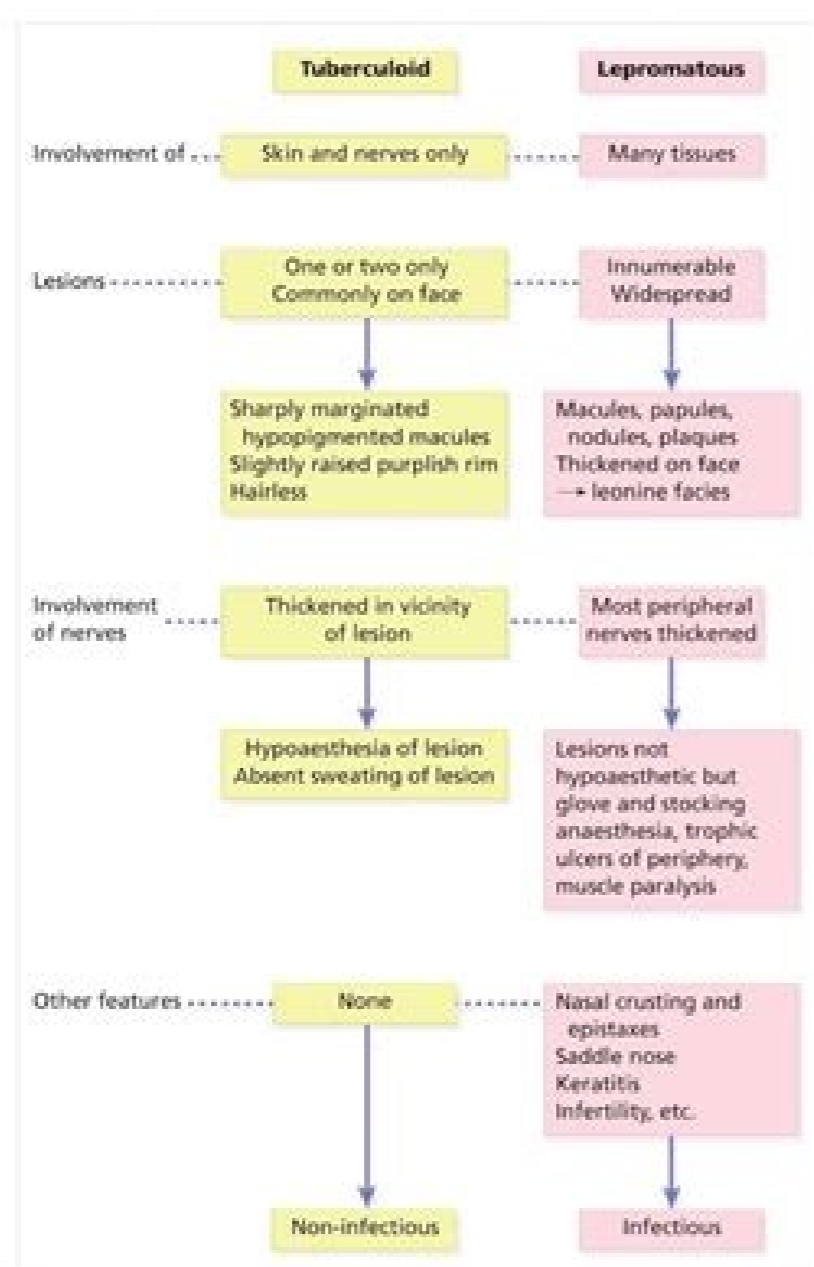 Tuberculoid
Lepromatous
Involvement of
Skin and nerves only
Many tissues
Lesions
One or two only
Commonly on face
Innumerable
Widespread
Sharply marginated
hypopigmented macules
Slightly raised purplish rim
Hairless
Macules, papules,
nodules, plaques
Thickened on face
→ leonine facies
Involvement
of nerves
Thickened in vicinity
of lesion
Most peripheral
nerves thickened
Hypoaesthesia of lesion
Absent sweating of lesion
Lesions not
hypoaesthetic but
glove and stocking
anaesthesia, trophic
ulcers of periphery,
muscle paralysis
Other features
None
Nasal crusting and
epistaxes
Saddle nose
Keratitis
Infertility, etc.
Non-infectious
Infectious